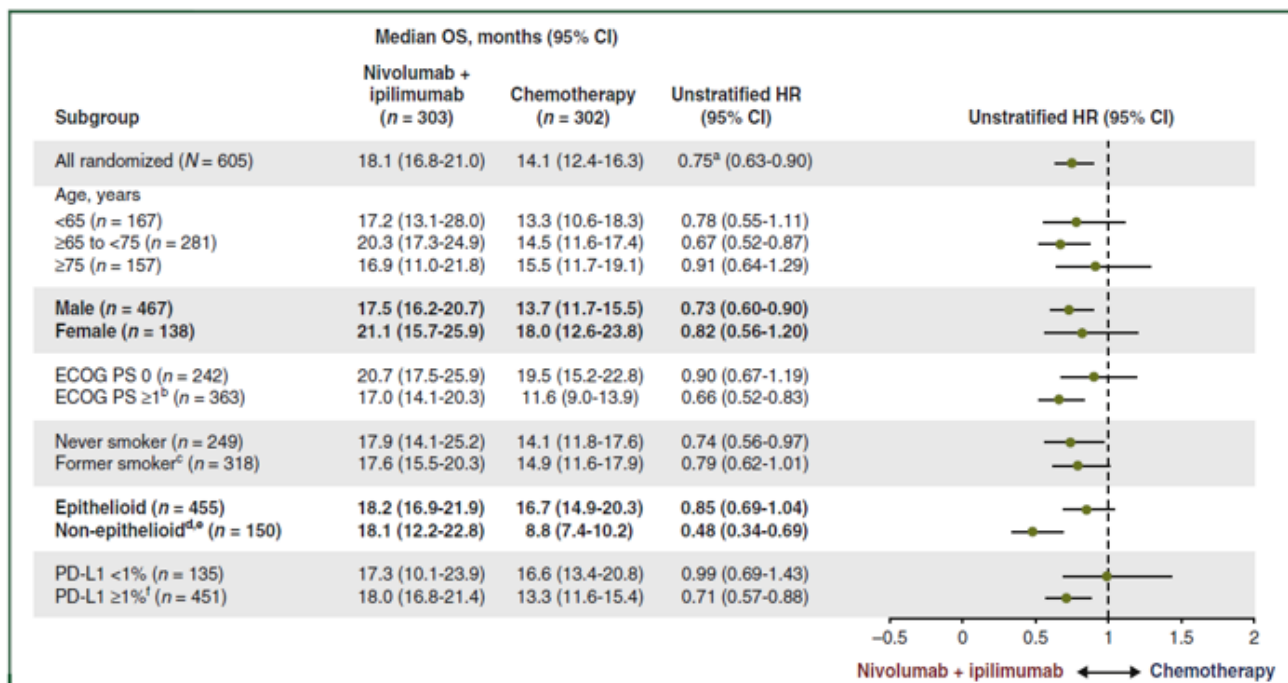 Median OS, months (95% CI)
Subgroup Nivolumab + ipilimumab (n = 303) Chemotherapy (n = 302) Unstratified HR (95% CI) Unstratified HR (95% CI)
All randomized (N = 605) 18.1 (16.8-21.0) 14.1 (12.4-16.3) 0.75ᵃ (0.63-0.90)
Age, years
<65 (n = 167) 17.2 (13.1-28.0) 13.3 (10.6-18.3) 0.78 (0.55-1.11)
≥65 to <75 (n = 281) 20.3 (17.3-24.9) 14.5 (11.6-17.4) 0.67 (0.52-0.87)
≥75 (n = 157) 16.9 (11.0-21.8) 15.5 (11.7-19.1) 0.91 (0.64-1.29)
Male (n = 467) 17.5 (16.2-20.7) 13.7 (11.7-15.5) 0.73 (0.60-0.90)
Female (n = 138) 21.1 (15.7-25.9) 18.0 (12.6-23.8) 0.82 (0.56-1.20)
ECOG PS 0 (n = 242) 20.7 (17.5-25.9) 19.5 (15.2-22.8) 0.90 (0.67-1.19)
ECOG PS ≥1ᵇ (n = 363) 17.0 (14.1-20.3) 11.6 (9.0-13.9) 0.66 (0.52-0.83)
Never smoker (n = 249) 17.9 (14.1-25.2) 14.1 (11.8-17.6) 0.74 (0.56-0.97)
Former smokerᶜ (n = 318) 17.6 (15.5-20.3) 14.9 (11.6-17.9) 0.79 (0.62-1.01)
Epithelioid (n = 455) 18.2 (16.9-21.9) 16.7 (14.9-20.3) 0.85 (0.69-1.04)
Non-epithelioidᵈ,ᵉ (n = 150) 18.1 (12.2-22.8) 8.8 (7.4-10.2) 0.48 (0.34-0.69)
PD-L1 <1% (n = 135) 17.3 (10.1-23.9) 16.6 (13.4-20.8) 0.99 (0.69-1.43)
PD-L1 ≥1%ᶠ (n = 451) 18.0 (16.8-21.4) 13.3 (11.6-15.4) 0.71 (0.57-0.88)
−0.5 0 0.5 1 1.5 2
Nivolumab + ipilimumab ⟷ Chemotherapy